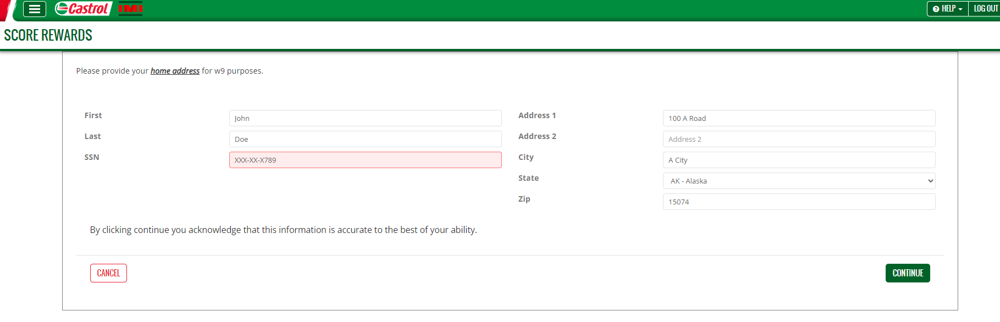 Castrol IMI HELP LOG OUT
SCORE REWARDS
Please provide your home address for w9 purposes.
First John
Last Doe
SSN XXX-XX-X789
Address 1 100 A Road
Address 2 Address 2
City A City
State AK - Alaska
Zip 15074
By clicking continue you acknowledge that this information is accurate to the best of your ability.
CANCEL CONTINUE